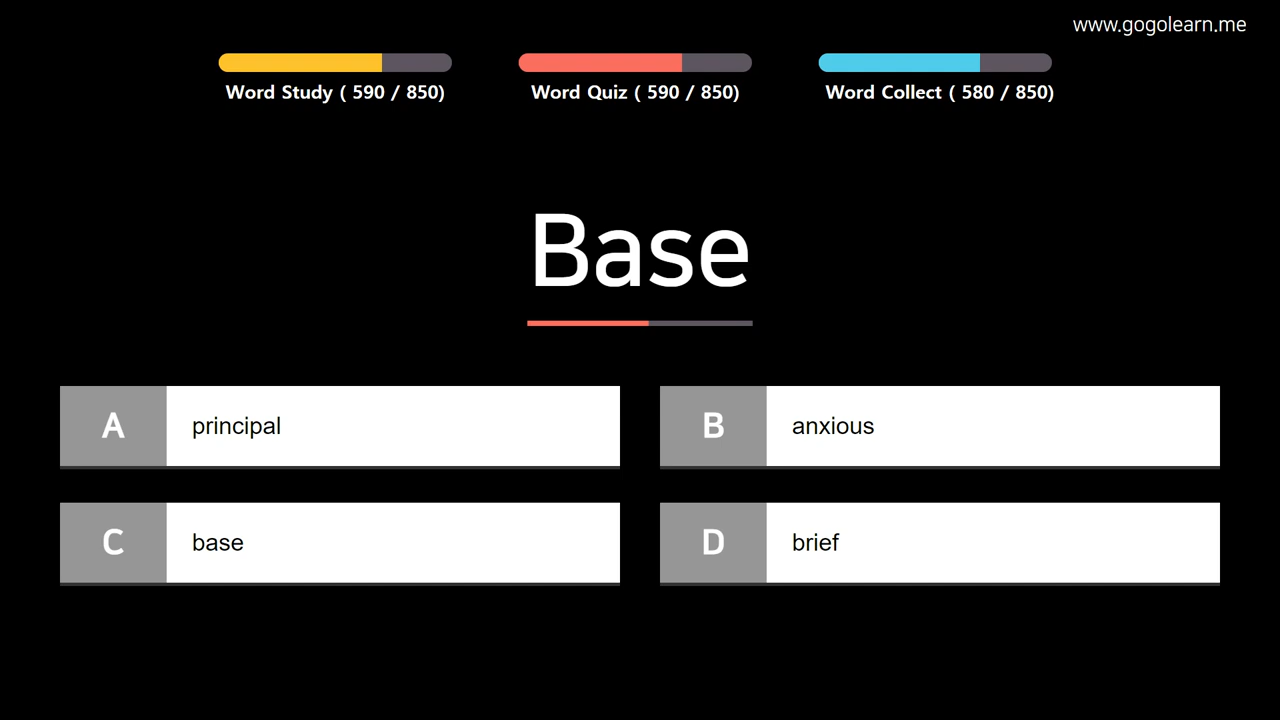 www.gogolearn.me
Word Study ( 590 / 850)
Word Quiz ( 590 / 850)
Word Collect ( 580 / 850)
Base
A principal
B anxious
C base
D brief